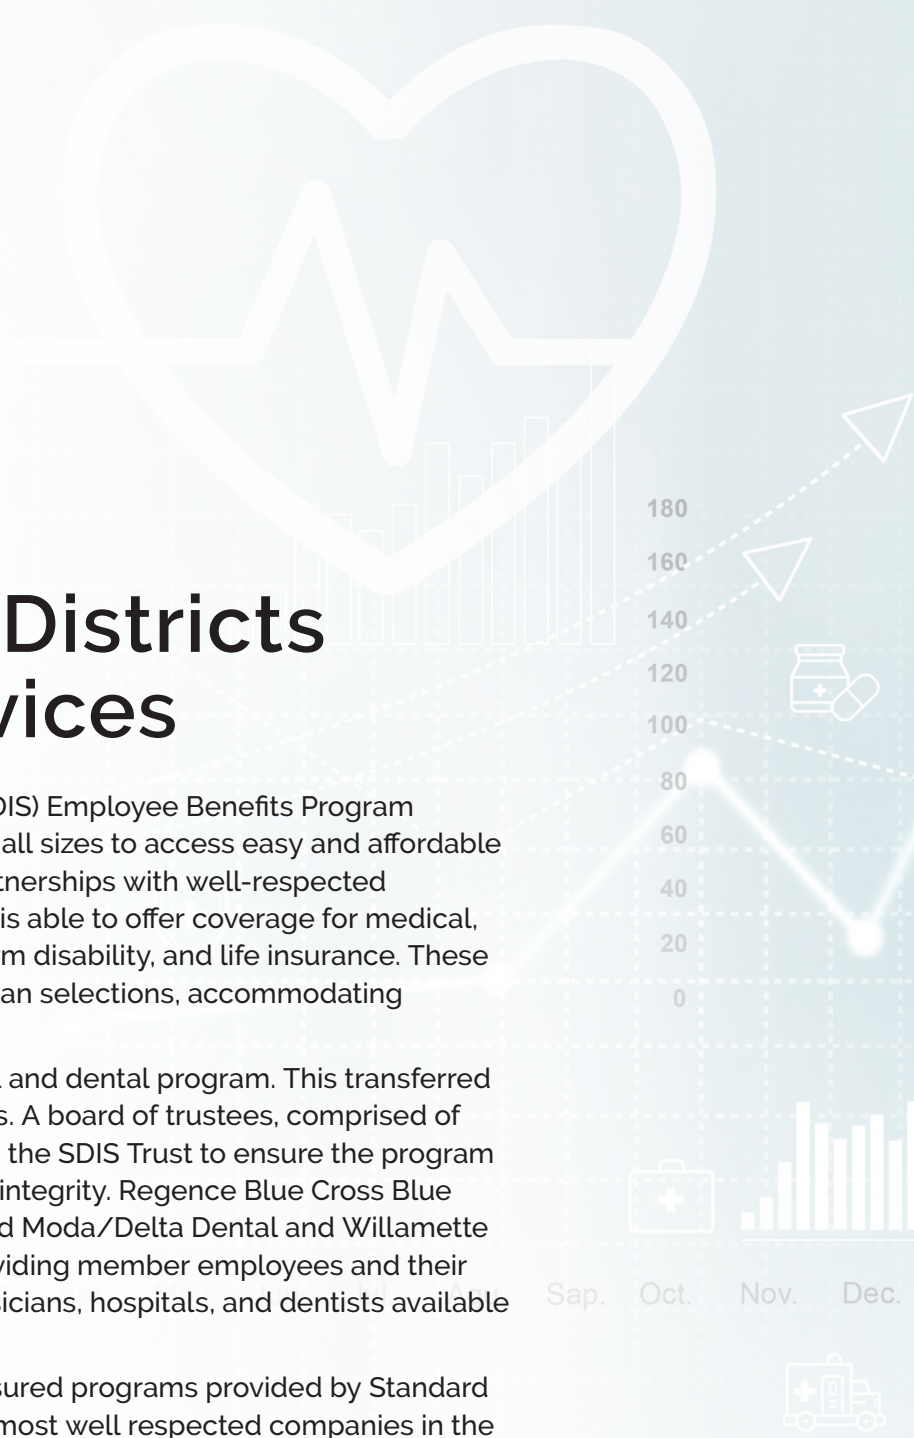 Districts
vices
DIS) Employee Benefits Program
all sizes to access easy and affordable
tnerships with well-respected
is able to offer coverage for medical,
rm disability, and life insurance. These
an selections, accommodating
and dental program. This transferred
s. A board of trustees, comprised of
the SDIS Trust to ensure the program
integrity. Regence Blue Cross Blue
d Moda/Delta Dental and Willamette
viding member employees and their
sicians, hospitals, and dentists available
sured programs provided by Standard
most well respected companies in the
180
160
140
120
100
80
60
40
20
0
Sap. Oct. Nov. Dec.